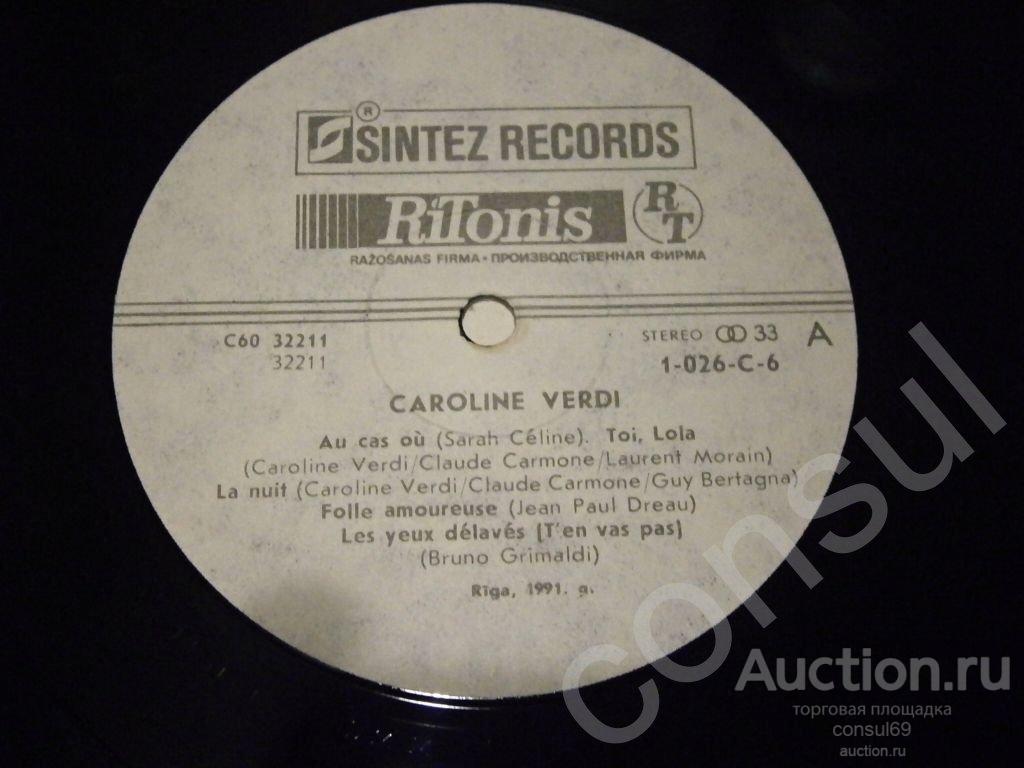 ®
SINTEZ RECORDS
RiTonis RT
RAŽOŠANAS FIRMA • ПРОИЗВОДСТВЕННАЯ ФИРМА
C60 32211 STEREO 33 A
32211 1-026-C-6
CAROLINE VERDI
Au cas où (Sarah Céline). Toi, Lola
(Caroline Verdi/Claude Carmone/Laurent Morain)
La nuit (Caroline Verdi/Claude Carmone/Guy Bertagna)
Folle amoureuse (Jean Paul Dreau)
Les yeux délavés (T'en vas pas)
(Bruno Grimaldi)
Rīga, 1991. g.
consul
Auction.ru
торговая площадка
consul69
auction.ru